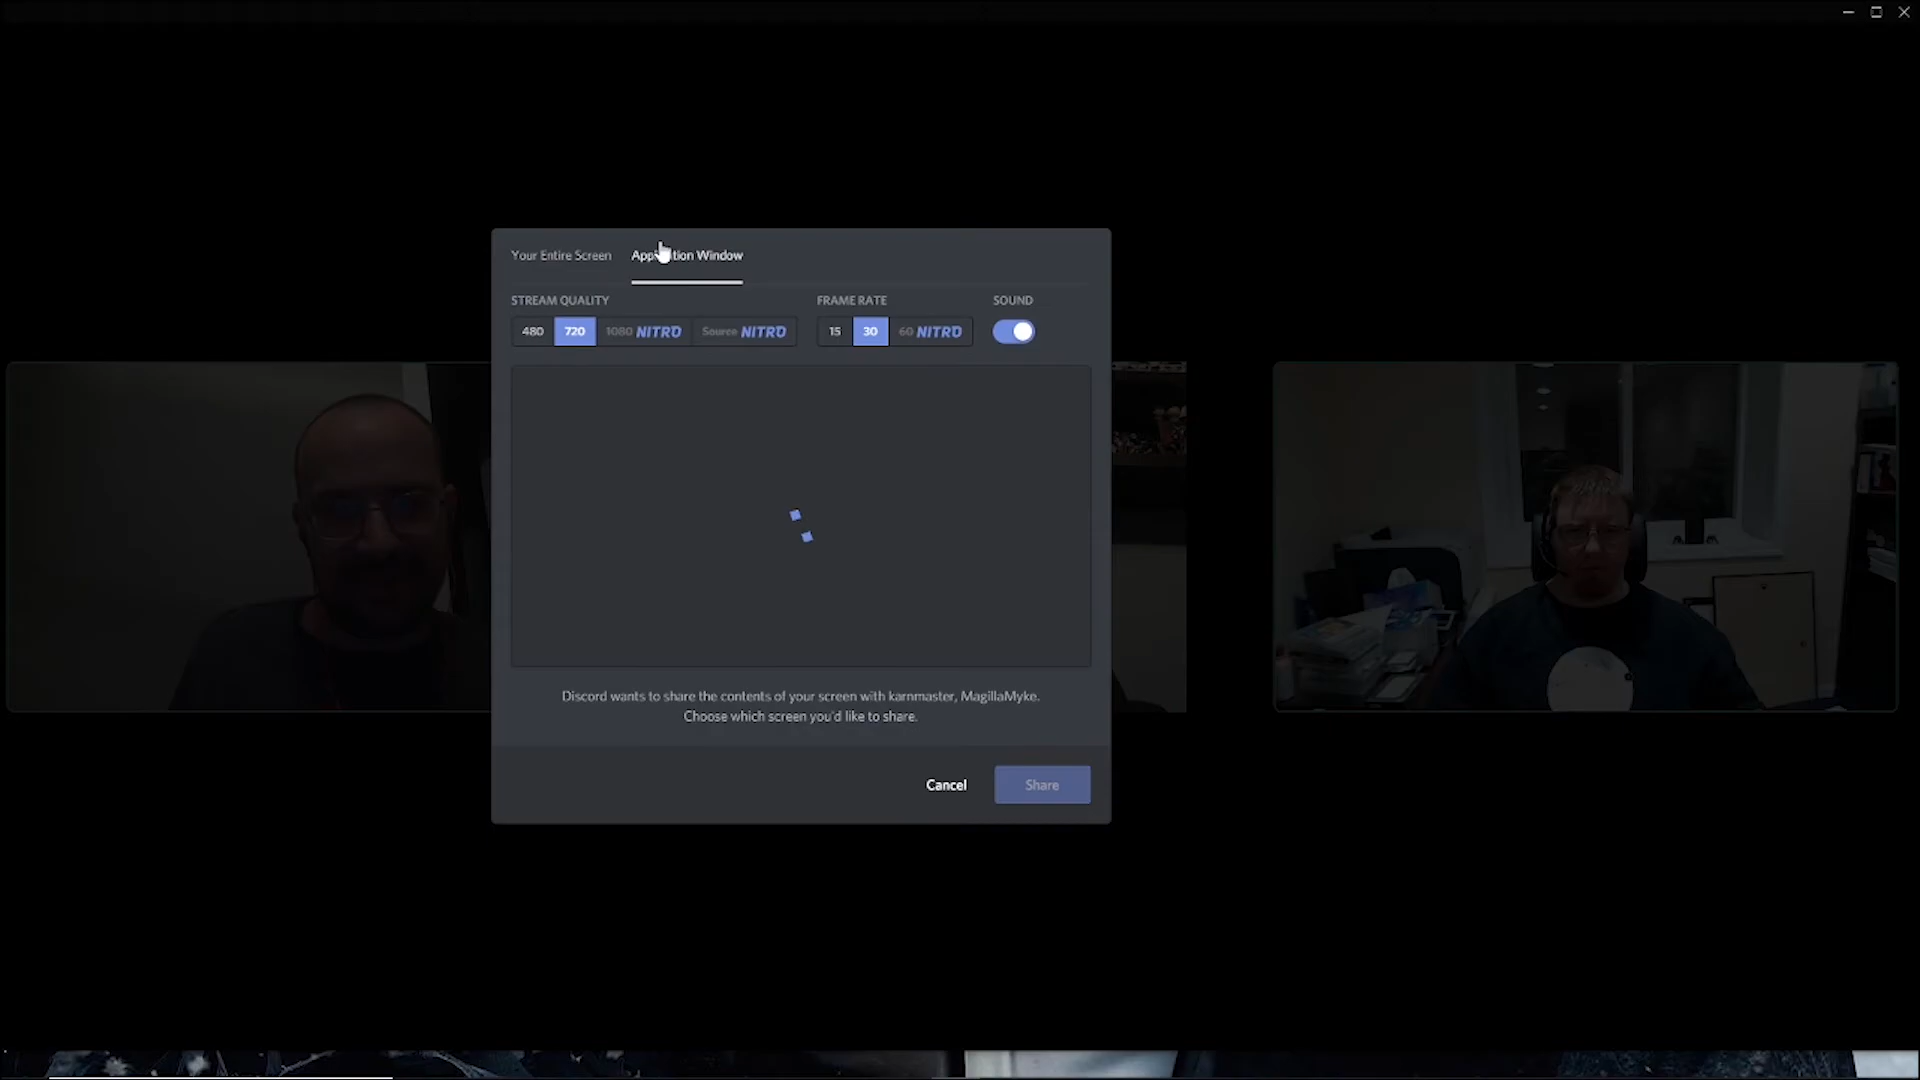 Your Entire Screen Application Window
STREAM QUALITY FRAME RATE SOUND
480 720 1080 NITRO Source NITRO 15 30 60 NITRO
Discord wants to share the contents of your screen with karnmaster, MagillaMyke.
Choose which screen you'd like to share.
Cancel Share